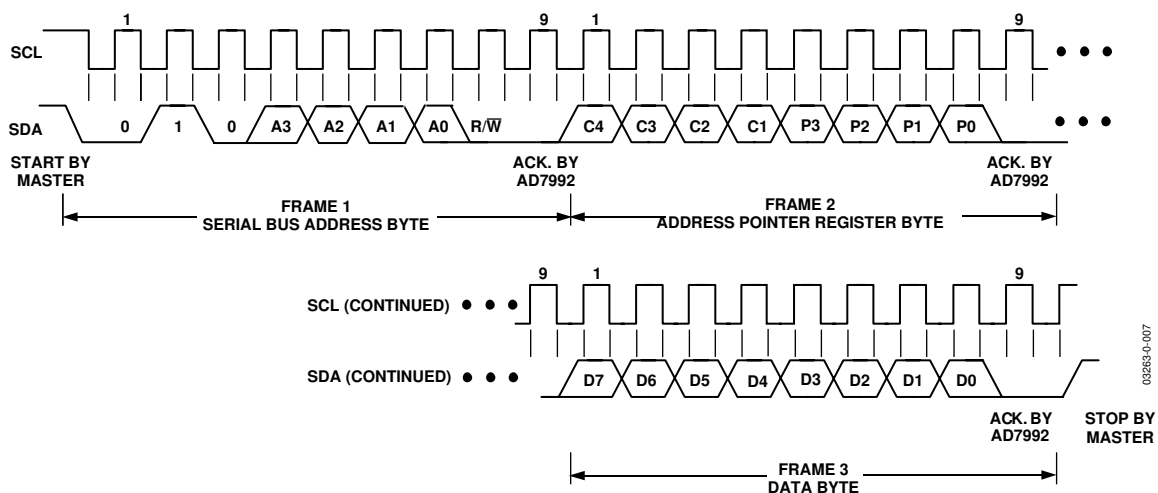 1 9 1 9
SCL
SDA 0 1 0 A3 A2 A1 A0 R/W̅ C4 C3 C2 C1 P3 P2 P1 P0
START BY
MASTER
ACK. BY
AD7992
ACK. BY
AD7992
FRAME 1
SERIAL BUS ADDRESS BYTE
FRAME 2
ADDRESS POINTER REGISTER BYTE
9 1 9
SCL (CONTINUED)
SDA (CONTINUED) D7 D6 D5 D4 D3 D2 D1 D0
ACK. BY
AD7992
STOP BY
MASTER
FRAME 3
DATA BYTE
03263-0-007